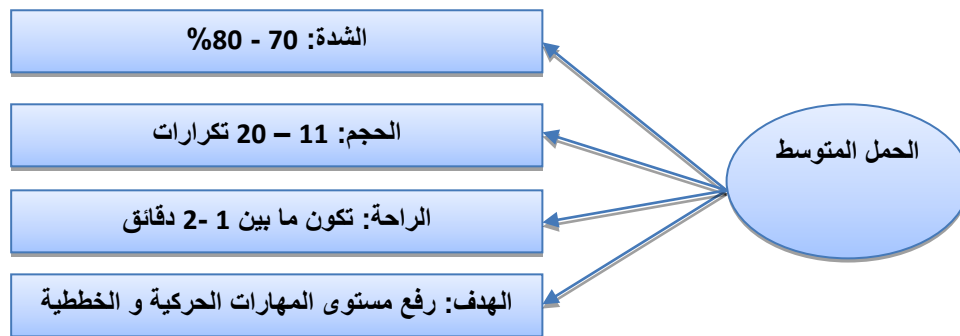 الشدة: 70 - 80%
الحمل المتوسط
الحجم: 11 – 20 تكرارات
الراحة: تكون ما بين 1 -2 دقائق
الهدف: رفع مستوى المهارات الحركية و الخططية